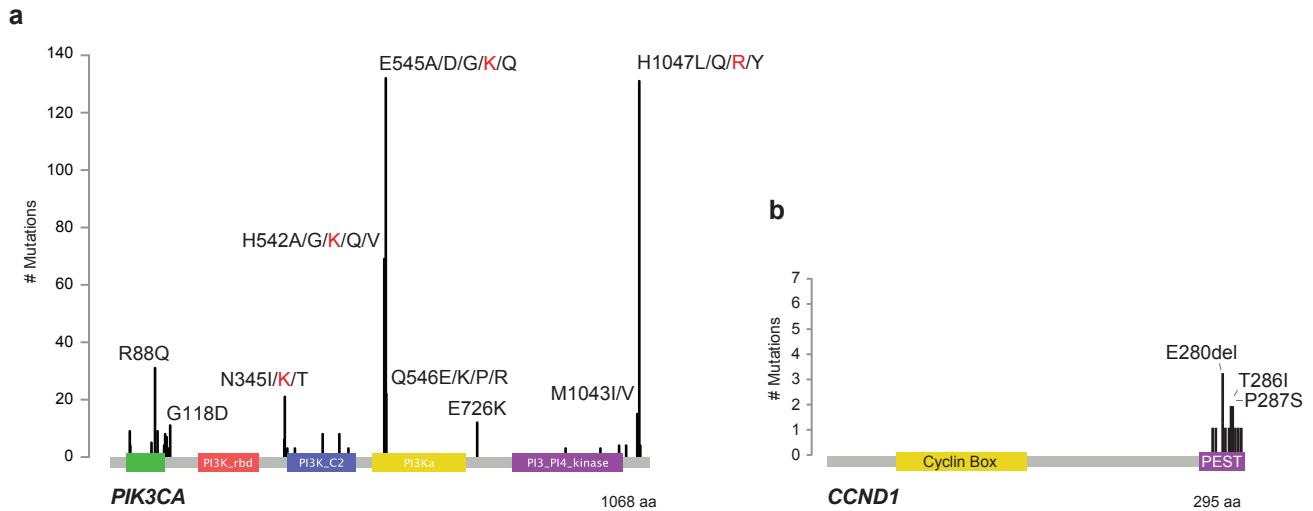 a
140
120
100
80
60
40
20
0
# Mutations
E545A/D/G/K/Q
H1047L/Q/R/Y
H542A/G/K/Q/V
R88Q
G118D
N345I/K/T
Q546E/K/P/R
E726K
M1043I/V
PI3K_rbd
PI3K_C2
PI3Ka
PI3_PI4_kinase
PIK3CA
1068 aa
b
7
6
5
4
3
2
1
0
# Mutations
E280del
T286I
P287S
Cyclin Box
PEST
CCND1
295 aa